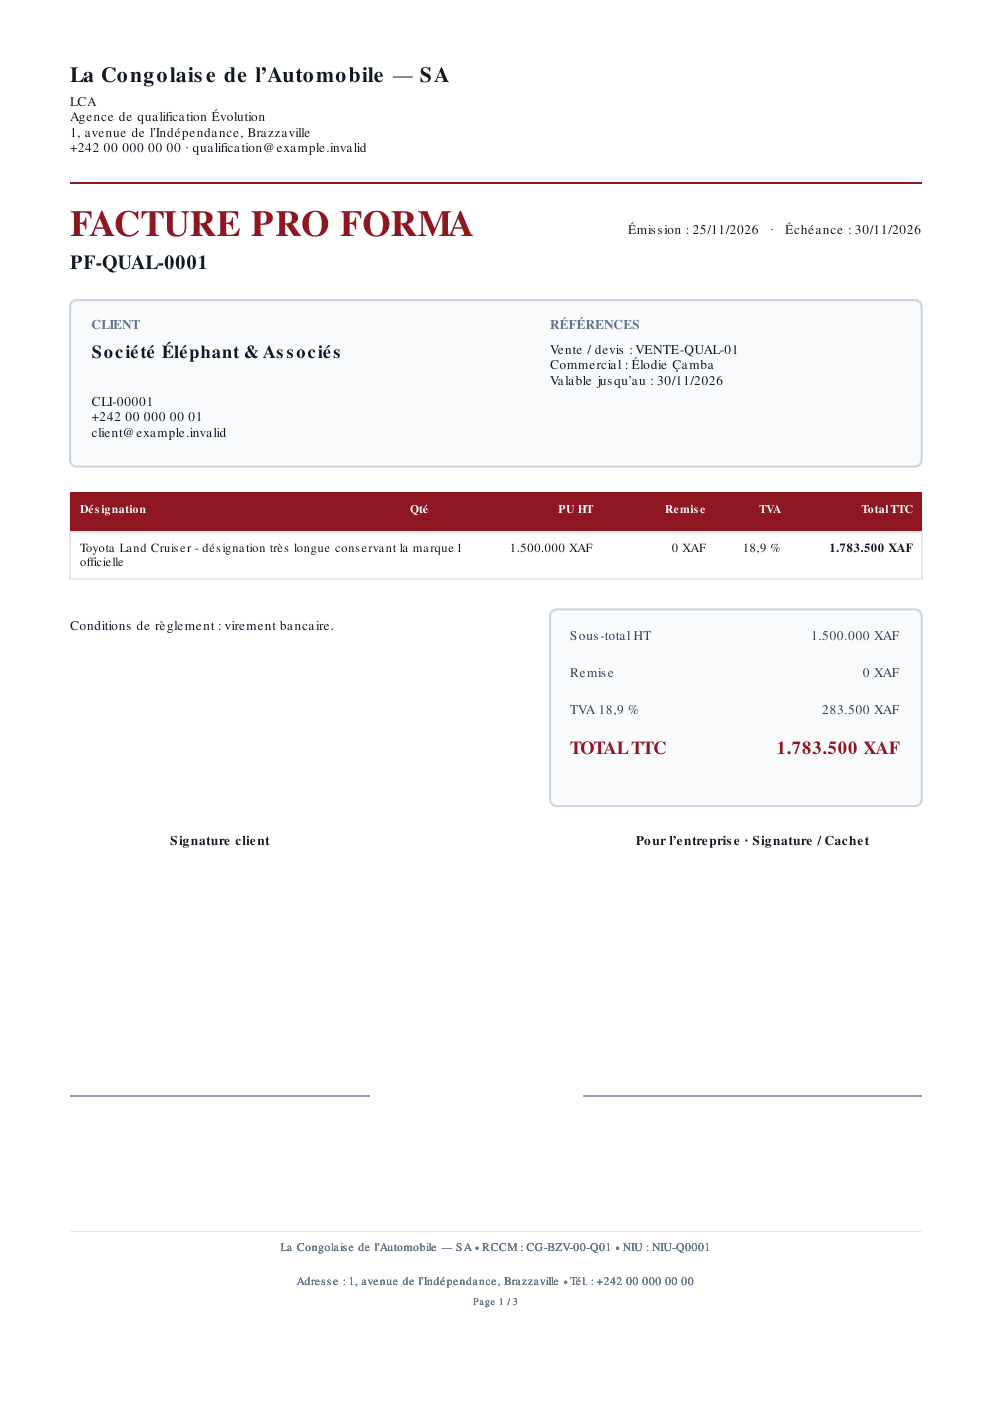 La Congolaise de l’Automobile — SA
LCA
Agence de qualification Évolution
1, avenue de l’Indépendance, Brazzaville
+242 00 000 00 00 · qualification@example.invalid
FACTURE PRO FORMA
Émission : 25/11/2026 · Échéance : 30/11/2026
PF-QUAL-0001
CLIENT
Société Éléphant & Associés
CLI-00001
+242 00 000 00 01
client@example.invalid
RÉFÉRENCES
Vente / devis : VENTE-QUAL-01
Commercial : Élodie Çamba
Valable jusqu’au : 30/11/2026
Désignation Qté PU HT Remise TVA Total TTC
Toyota Land Cruiser - désignation très longue conservant la marque 1 1.500.000 XAF 0 XAF 18,9 % 1.783.500 XAF
officielle
Conditions de règlement : virement bancaire.
Sous-total HT 1.500.000 XAF
Remise 0 XAF
TVA 18,9 % 283.500 XAF
TOTAL TTC 1.783.500 XAF
Signature client
Pour l’entreprise · Signature / Cachet
La Congolaise de l’Automobile — SA • RCCM : CG-BZV-00-Q01 • NIU : NIU-Q0001
Adresse : 1, avenue de l’Indépendance, Brazzaville • Tél. : +242 00 000 00 00
Page 1 / 3